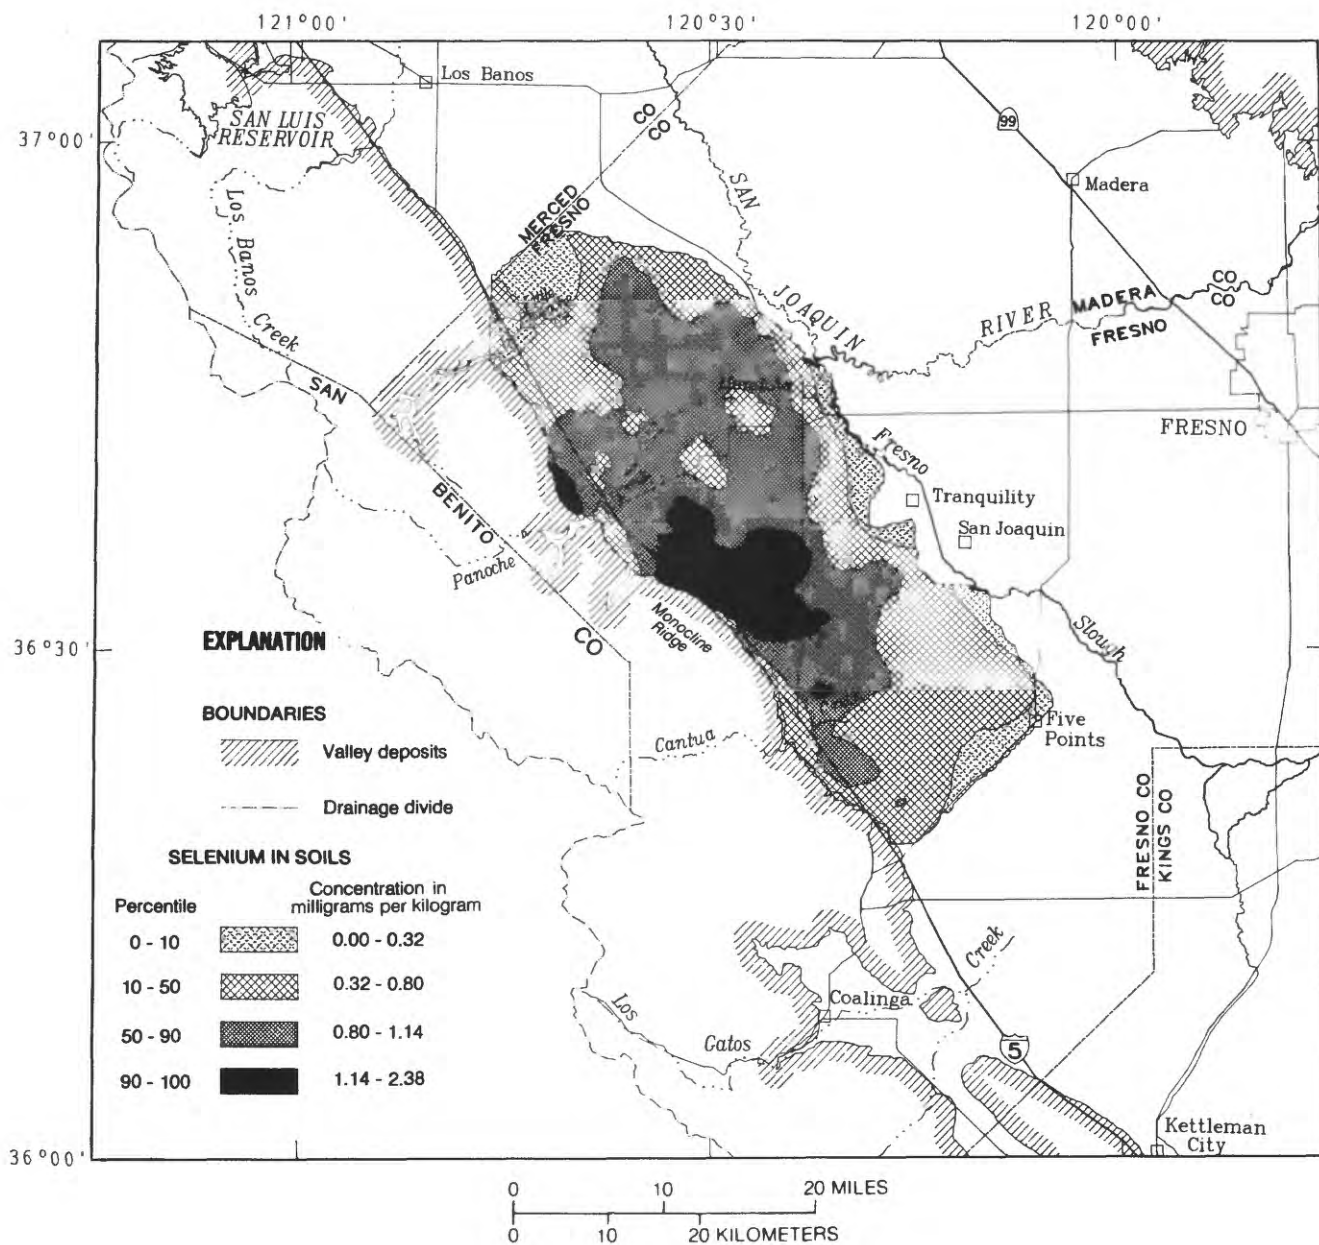 121°00'
120°30'
120°00'
37°00'
36°30'
36°00'
Los Banos
SAN LUIS
RESERVOIR
Los Banos
Creek
CO
CO
MERCED
FRESNO
SAN
JOAQUIN
RIVER
99
Madera
CO
CO
MADERA
FRESNO
FRESNO
SAN
BENITO
CO
Fresno
Slough
Tranquility
San Joaquin
Panoche
Monocline
Ridge
Cantua
Five
Points
FRESNO CO
KINGS CO
Creek
Coalinga
Los
Gatos
5
Kettleman
City
EXPLANATION
BOUNDARIES
Valley deposits
Drainage divide
SELENIUM IN SOILS
Percentile
Concentration in
milligrams per kilogram
0 - 10 0.00 - 0.32
10 - 50 0.32 - 0.80
50 - 90 0.80 - 1.14
90 - 100 1.14 - 2.38
0 10 20 MILES
0 10 20 KILOMETERS